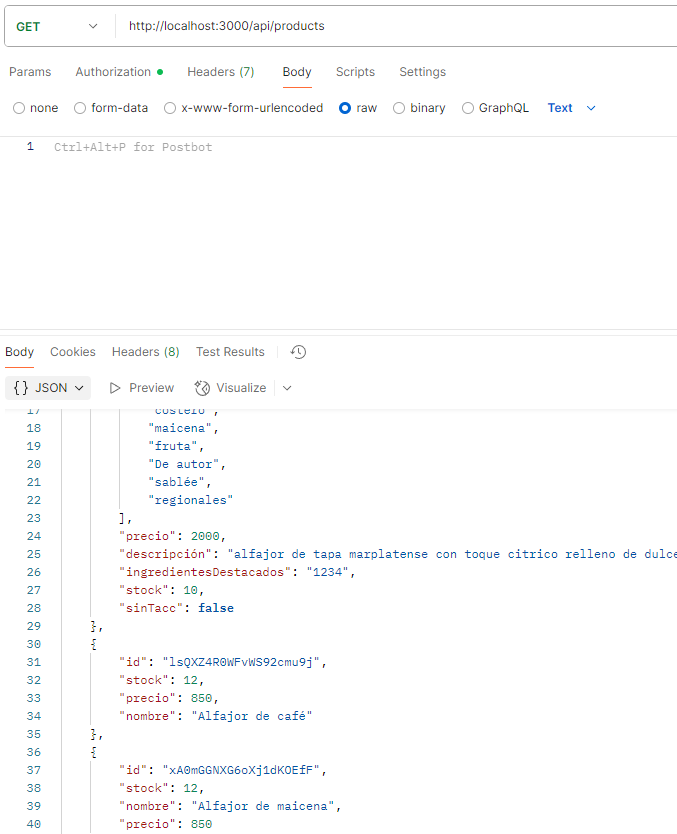 GET http://localhost:3000/api/products
Params Authorization Headers (7) Body Scripts Settings
none form-data x-www-form-urlencoded raw binary GraphQL Text
1 Ctrl+Alt+P for Postbot
Body Cookies Headers (8) Test Results
{} JSON Preview Visualize
17 "costero",
18 "maicena",
19 "fruta",
20 "De autor",
21 "sablée",
22 "regionales"
23 ],
24 "precio": 2000,
25 "descripción": "alfajor de tapa marplatense con toque citrico relleno de dulce
26 "ingredientesDestacados": "1234",
27 "stock": 10,
28 "sinTacc": false
29 },
30 {
31 "id": "lsQXZ4R0WFvWS92cmu9j",
32 "stock": 12,
33 "precio": 850,
34 "nombre": "Alfajor de café"
35 },
36 {
37 "id": "xA0mGGNXG6oXj1dKOEfF",
38 "stock": 12,
39 "nombre": "Alfajor de maicena",
40 "precio": 850